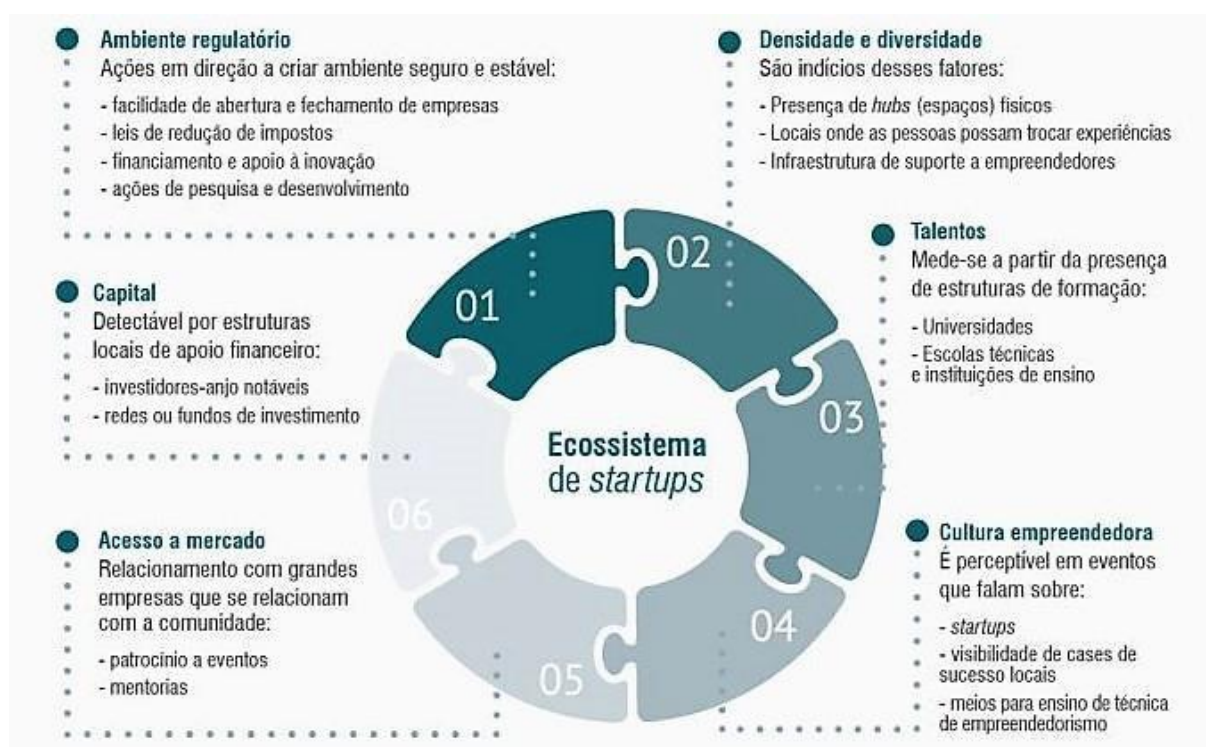 Ambiente regulatório
Ações em direção a criar ambiente seguro e estável:
- facilidade de abertura e fechamento de empresas
- leis de redução de impostos
- financiamento e apoio à inovação
- ações de pesquisa e desenvolvimento
Densidade e diversidade
São indícios desses fatores:
- Presença de hubs (espaços) físicos
- Locais onde as pessoas possam trocar experiências
- Infraestrutura de suporte a empreendedores
Talentos
Mede-se a partir da presença
de estruturas de formação:
- Universidades
- Escolas técnicas
e instituições de ensino
Cultura empreendedora
É perceptível em eventos
que falam sobre:
- startups
- visibilidade de cases de
sucesso locais
- meios para ensino de técnica
de empreendedorismo
Acesso a mercado
Relacionamento com grandes
empresas que se relacionam
com a comunidade:
- patrocínio a eventos
- mentorias
Capital
Detectável por estruturas
locais de apoio financeiro:
- investidores-anjo notáveis
- redes ou fundos de investimento
01
02
03
04
05
06
Ecossistema
de startups